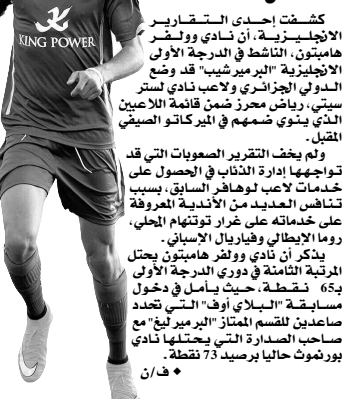 KING POWER
كشفت إحدى التقارير
الانجليزية، أن نادي وولفر
هامبتون، الناشط في الدرجة الأولى
الانجليزية "البرميرشيب" قد وضع
الدولي الجزائري ولاعب نادي لستر
سيتي، رياض محرز ضمن قائمة اللاعبين
الذي ينوي ضمهم في الميركاتو الصيفي
المقبل.
ولم يخف التقرير الصعوبات التي قد
تواجهها إدارة الذئاب في الحصول على
خدمات لاعب لوهافر السابق، بسبب
تنافس العديد من الأندية المعروفة
على خدماته على غرار توتنهام المحلي،
روما الإيطالي وفياريال الإسباني.
يذكر أن نادي وولفر هامبتون يحتل
المرتبة الثامنة في دوري الدرجة الأولى
بـ65 نقطة، حيث يأمل في دخول
مسابقة "البلاي أوف" التي تحدد
صاعدين للقسم الممتاز "البرميرليغ" مع
صاحب الصدارة التي يحتلها نادي
بورنموث حاليا برصيد 73 نقطة.
♦ ف/ن